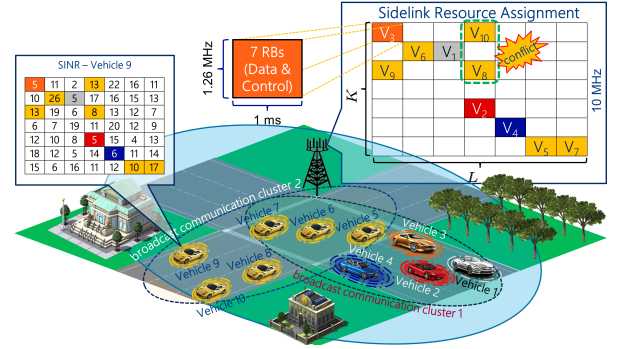 Sidelink Resource Assignment
V3 V10
V6 V1 conflict
V9 V8
V2
V4
V5 V7
K
L
10 MHz
1.26 MHz
7 RBs
(Data &
Control)
1 ms
SINR – Vehicle 9
5 11 2 13 22 16 11
10 26 5 17 16 15 13
13 19 6 8 13 2 2
6 7 19 11 20 12 9
12 10 8 5 15 13 7
18 12 5 14 6 11 14
15 6 16 11 12 10 17
broadcast communication cluster 2
Vehicle 7
Vehicle 6
Vehicle 5
Vehicle 3
Vehicle 9
Vehicle 8
Vehicle 4
Vehicle 2
Vehicle 1
Vehicle 10
broadcast communication cluster 1